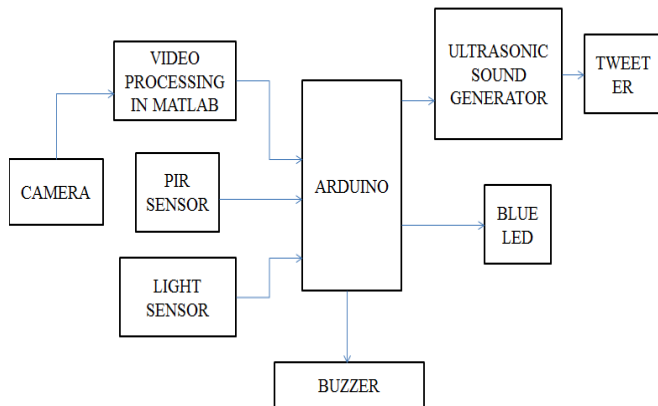 VIDEO
PROCESSING
IN MATLAB
CAMERA
PIR
SENSOR
LIGHT
SENSOR
ARDUINO
ULTRASONIC
SOUND
GENERATOR
TWEET
ER
BLUE
LED
BUZZER